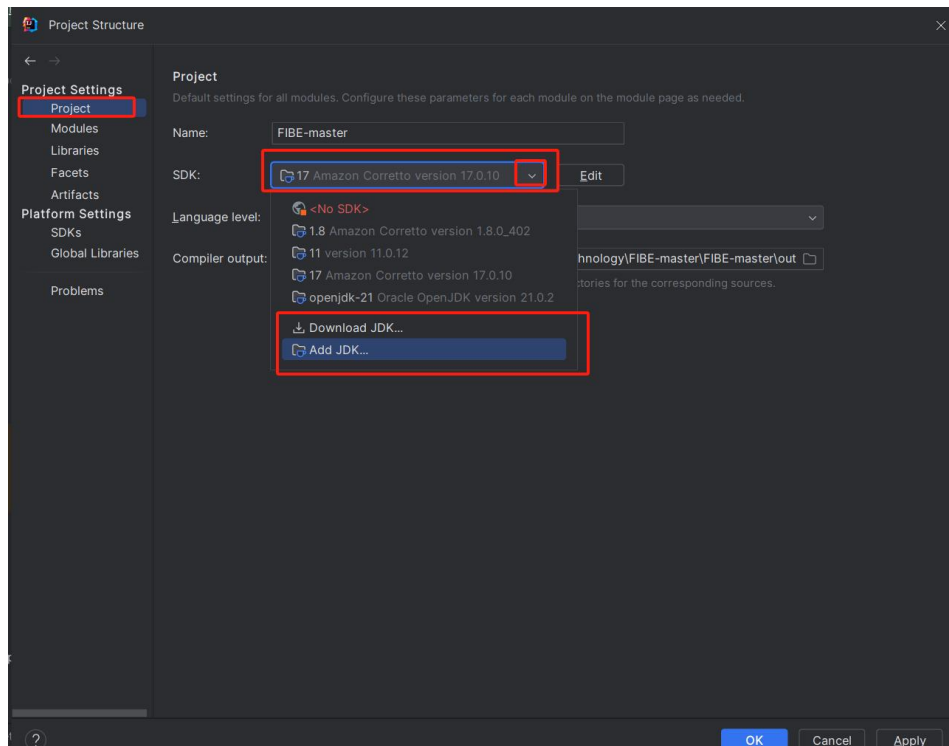 Project Structure
Project Settings
Project
Modules
Libraries
Facets
Artifacts
Platform Settings
SDKs
Global Libraries
Problems
Project
Default settings for all modules. Configure these parameters for each module on the module page as needed.
Name: FIBE-master
SDK: 17 Amazon Corretto version 17.0.10 Edit
<No SDK>
Language level:
1.8 Amazon Corretto version 1.8.0_402
11 version 11.0.12
Compiler output: hnology\FIBE-master\FIBE-master\out
17 Amazon Corretto version 17.0.10
ctories for the corresponding sources.
openjdk-21 Oracle OpenJDK version 21.0.2
Download JDK...
Add JDK...
? OK Cancel Apply